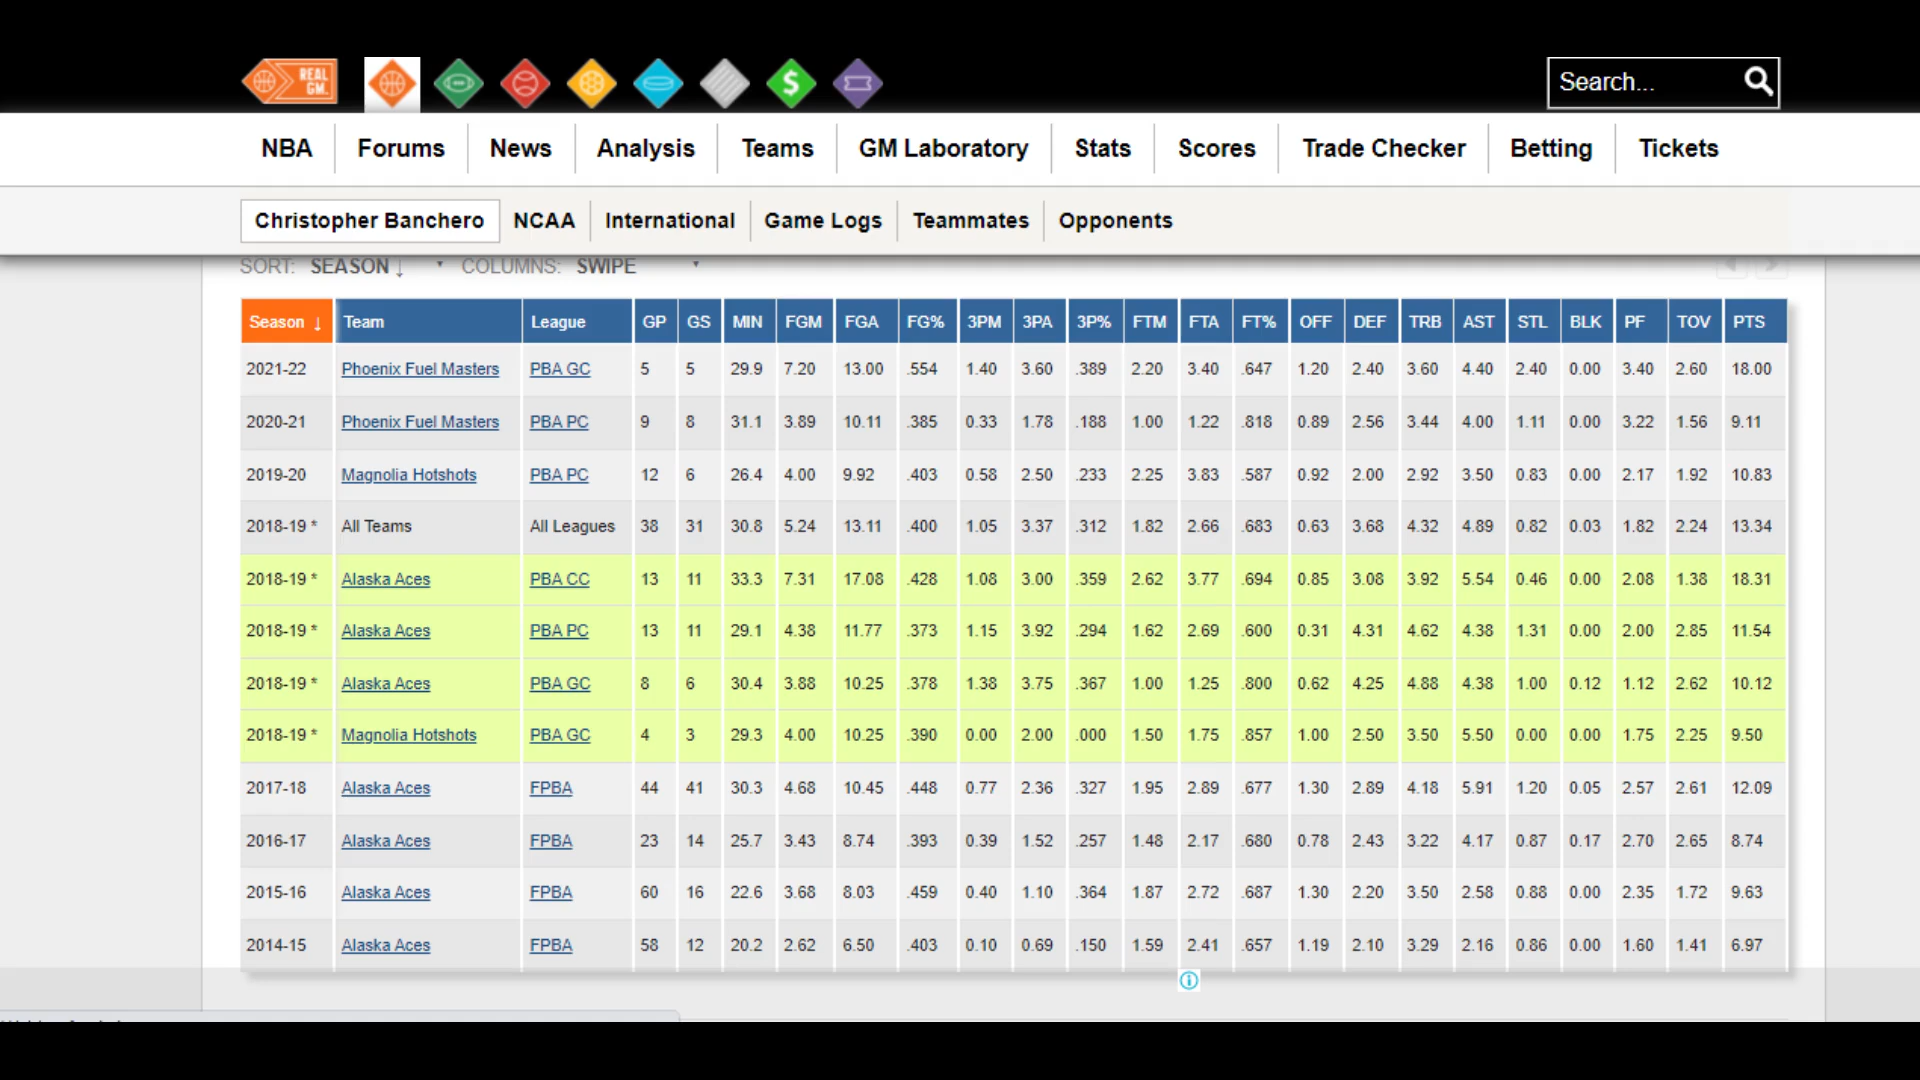 REAL GM.
Search...
NBA Forums News Analysis Teams GM Laboratory Stats Scores Trade Checker Betting Tickets
Christopher Banchero NCAA International Game Logs Teammates Opponents
SORT: SEASON ↓ COLUMNS: SWIPE
Season ↓ Team League GP GS MIN FGM FGA FG% 3PM 3PA 3P% FTM FTA FT% OFF DEF TRB AST STL BLK PF TOV PTS
2021-22 Phoenix Fuel Masters PBA GC 5 5 29.9 7.20 13.00 .554 1.40 3.60 .389 2.20 3.40 .647 1.20 2.40 3.60 4.40 2.40 0.00 3.40 2.60 18.00
2020-21 Phoenix Fuel Masters PBA PC 9 8 31.1 3.89 10.11 .385 0.33 1.78 .188 1.00 1.22 .818 0.89 2.56 3.44 4.00 1.11 0.00 3.22 1.56 9.11
2019-20 Magnolia Hotshots PBA PC 12 6 26.4 4.00 9.92 .403 0.58 2.50 .233 2.25 3.83 .587 0.92 2.00 2.92 3.50 0.83 0.00 2.17 1.92 10.83
2018-19 * All Teams All Leagues 38 31 30.8 5.24 13.11 .400 1.05 3.37 .312 1.82 2.66 .683 0.63 3.68 4.32 4.89 0.82 0.03 1.82 2.24 13.34
2018-19 * Alaska Aces PBA CC 13 11 33.3 7.31 17.08 .428 1.08 3.00 .359 2.62 3.77 .694 0.85 3.08 3.92 5.54 0.46 0.00 2.08 1.38 18.31
2018-19 * Alaska Aces PBA PC 13 11 29.1 4.38 11.77 .373 1.15 3.92 .294 1.62 2.69 .600 0.31 4.31 4.62 4.38 1.31 0.00 2.00 2.85 11.54
2018-19 * Alaska Aces PBA GC 8 6 30.4 3.88 10.25 .378 1.38 3.75 .367 1.00 1.25 .800 0.62 4.25 4.88 4.38 1.00 0.12 1.12 2.62 10.12
2018-19 * Magnolia Hotshots PBA GC 4 3 29.3 4.00 10.25 .390 0.00 2.00 .000 1.50 1.75 .857 1.00 2.50 3.50 5.50 0.00 0.00 1.75 2.25 9.50
2017-18 Alaska Aces FPBA 44 41 30.3 4.68 10.45 .448 0.77 2.36 .327 1.95 2.89 .677 1.30 2.89 4.18 5.91 1.20 0.05 2.57 2.61 12.09
2016-17 Alaska Aces FPBA 23 14 25.7 3.43 8.74 .393 0.39 1.52 .257 1.48 2.17 .680 0.78 2.43 3.22 4.17 0.87 0.17 2.70 2.65 8.74
2015-16 Alaska Aces FPBA 60 16 22.6 3.68 8.03 .459 0.40 1.10 .364 1.87 2.72 .687 1.30 2.20 3.50 2.58 0.88 0.00 2.35 1.72 9.63
2014-15 Alaska Aces FPBA 58 12 20.2 2.62 6.50 .403 0.10 0.69 .150 1.59 2.41 .657 1.19 2.10 3.29 2.16 0.86 0.00 1.60 1.41 6.97